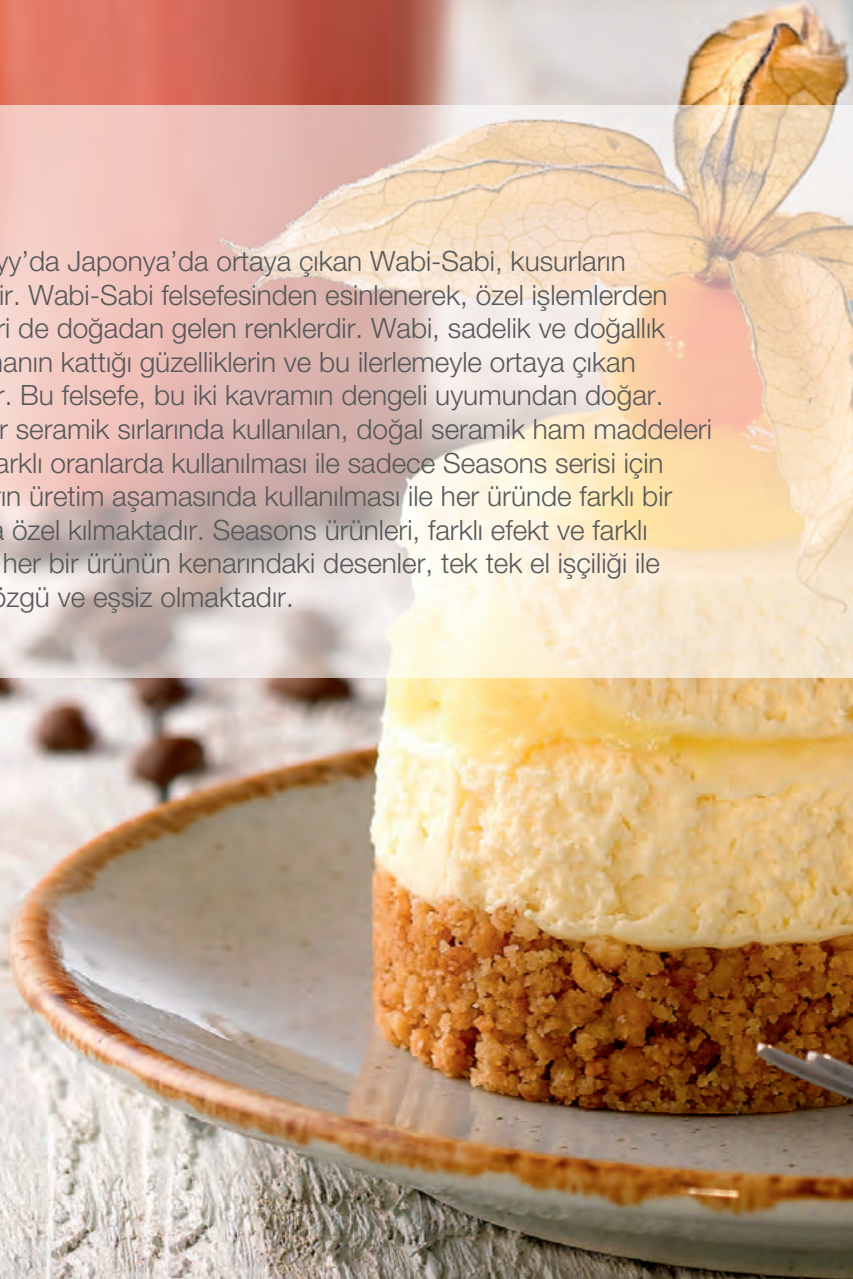 yy’da Japonya’da ortaya çıkan Wabi-Sabi, kusurların
ir. Wabi-Sabi felsefesinden esinlenerek, özel işlemlerden
ri de doğadan gelen renklerdir. Wabi, sadelik ve doğallık
nanın kattığı güzelliklerin ve bu ilerlemeyle ortaya çıkan
r. Bu felsefe, bu iki kavramın dengeli uyumundan doğar.
r seramik sırlarında kullanılan, doğal seramik ham maddeleri
arklı oranlarda kullanılması ile sadece Seasons serisi için
rın üretim aşamasında kullanılması ile her üründe farklı bir
a özel kılmaktadır. Seasons ürünleri, farklı efekt ve farklı
her bir ürünün kenarındaki desenler, tek tek el işçiliği ile
özgü ve eşsiz olmaktadır.